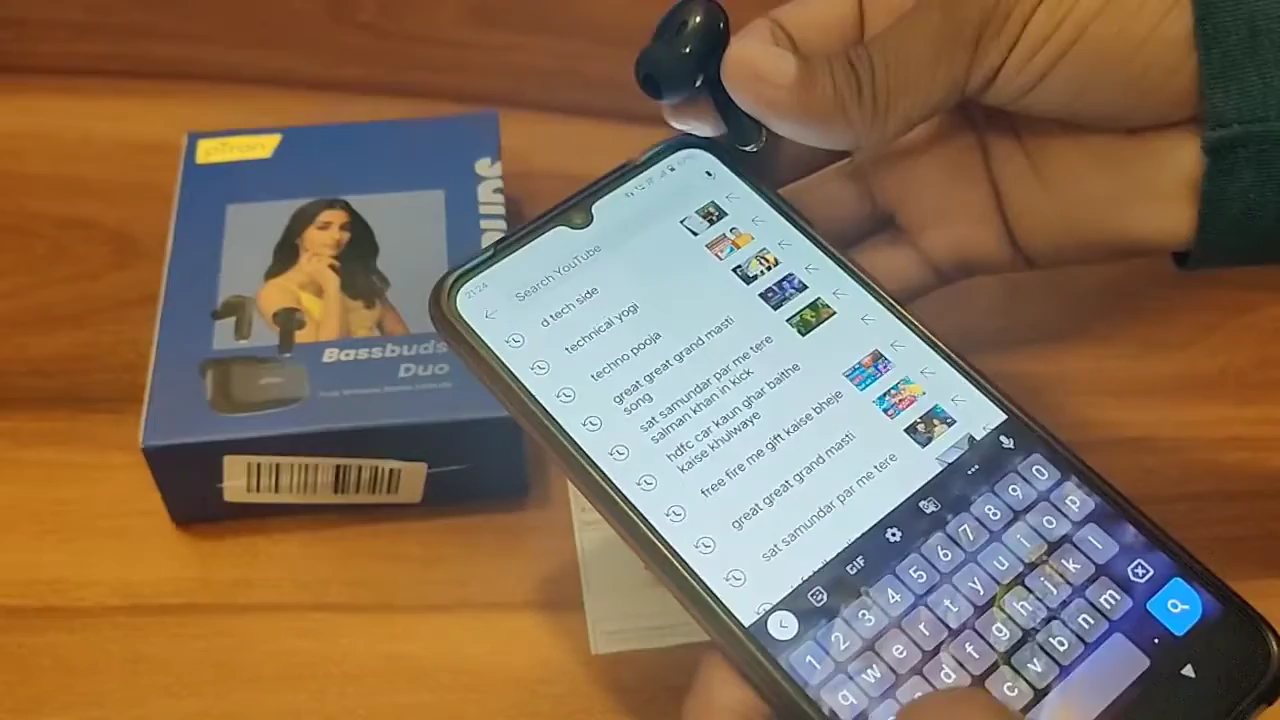 pTron
Bassbuds
Duo
21:24
Search YouTube
d tech side
technical yogi
techno pooja
great great grand masti
song
sat samundar par me tere
salman khan in kick
hdfc car kaun ghar baithe
kaise khulwaye
free fire me gift kaise bheje
great great grand masti
sat samundar par me tere
GIF
1 2 3 4 5 6 7 8 9 0
q w e r t y u i o p
d f g h j k l
c v b n m